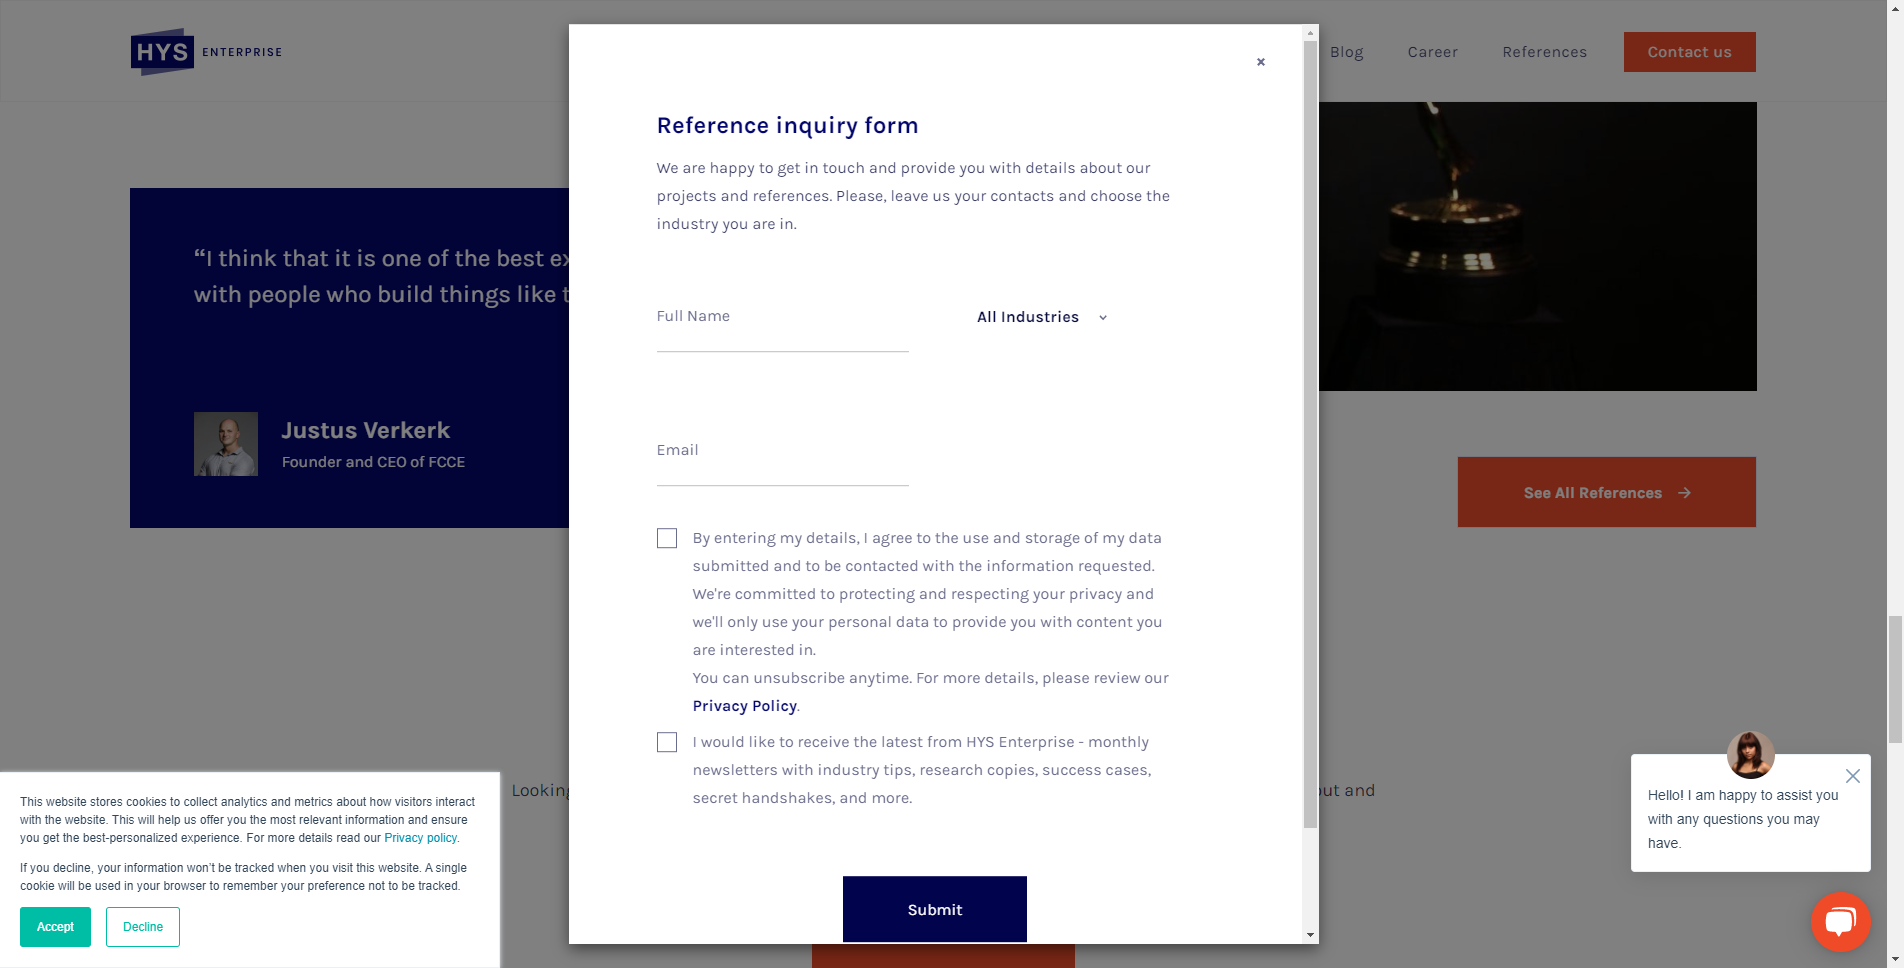 HYS ENTERPRISE
Blog
Career
References
Contact us
×
Reference inquiry form
We are happy to get in touch and provide you with details about our
projects and references. Please, leave us your contacts and choose the
industry you are in.
“I think that it is one of the best
with people who build things like
Justus Verkerk
Founder and CEO of FCCE
Full Name
All Industries
Email
See All References
By entering my details, I agree to the use and storage of my data
submitted and to be contacted with the information requested.
We're committed to protecting and respecting your privacy and
we'll only use your personal data to provide you with content you
are interested in.
You can unsubscribe anytime. For more details, please review our
Privacy Policy.
I would like to receive the latest from HYS Enterprise - monthly
newsletters with industry tips, research copies, success cases,
secret handshakes, and more.
Submit
Looking
and
This website stores cookies to collect analytics and metrics about how visitors interact
with the website. This will help us offer you the most relevant information and ensure
you get the best-personalized experience. For more details read our Privacy policy.
If you decline, your information won’t be tracked when you visit this website. A single
cookie will be used in your browser to remember your preference not to be tracked.
Accept
Decline
Hello! I am happy to assist you
with any questions you may
have.